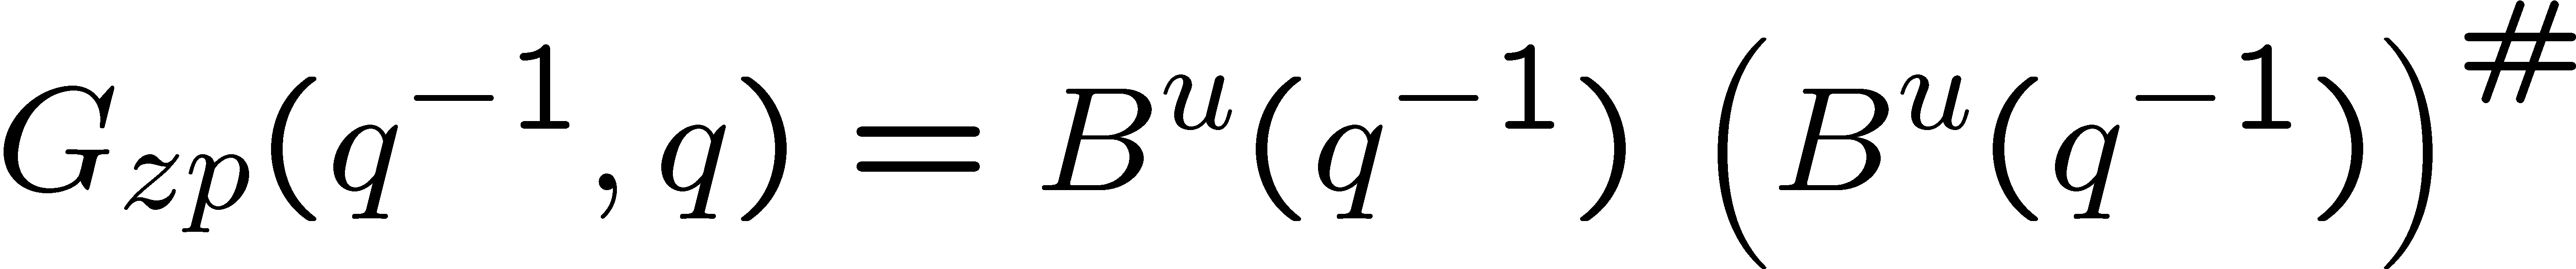 $G_{zp}(q^{-1}, q) = B^{u}(q^{-1}) \left( B^{u}(q^{-1}) \right)^{\#}$